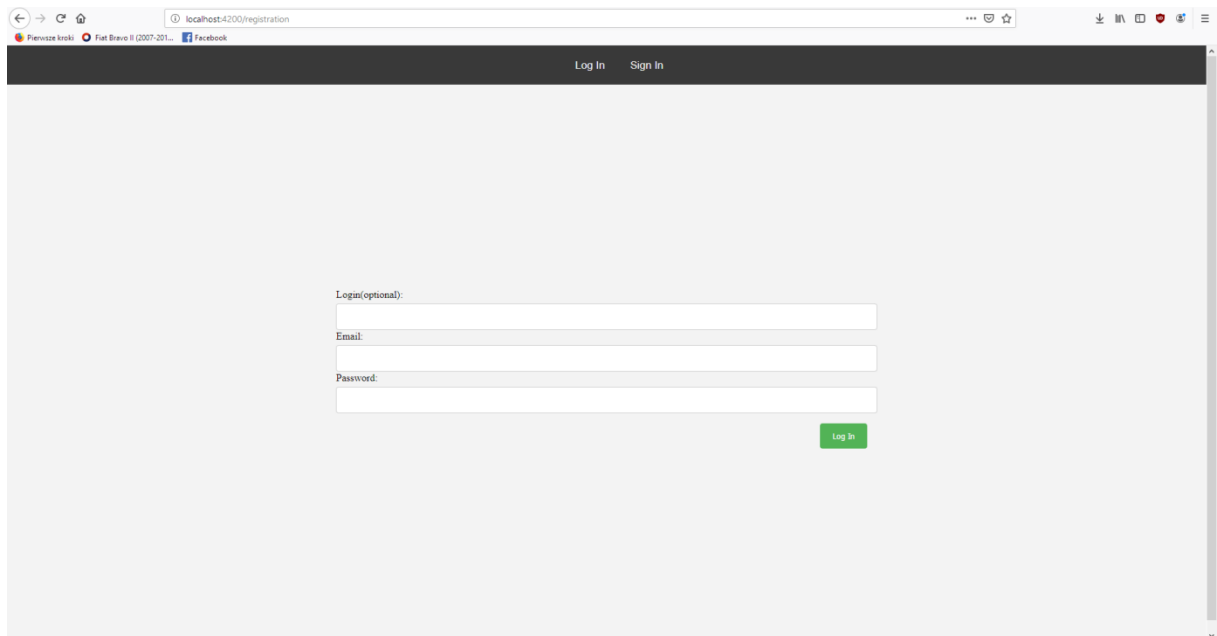 localhost:4200/registration
Pierwsze kroki Fiat Bravo II (2007-201... Facebook
Log In Sign In
Login(optional):
Email:
Password:
Log In